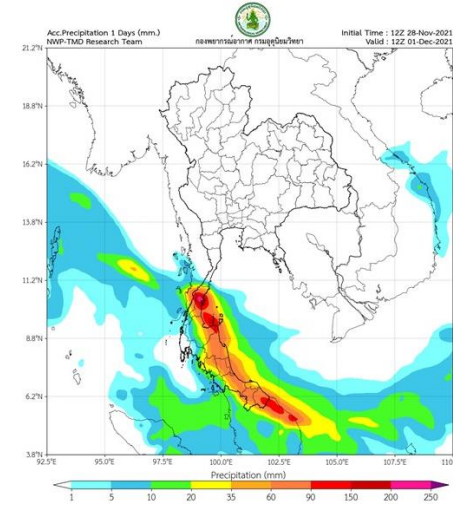 Acc.Precipitation 1 Days (mm.)
NWP-TMD Research Team
กองพยากรณ์อากาศ กรมอุตุนิยมวิทยา
Initial Time : 12Z 28-Nov-2021
Valid : 12Z 01-Dec-2021
21.2°N
18.8°N
16.2°N
13.8°N
11.2°N
8.8°N
6.2°N
3.8°N
92.5°E 95.0°E 97.5°E 100.0°E 102.5°E 105.0°E 107.5°E 110
Precipitation (mm)
1 5 10 20 35 60 90 150 200 250